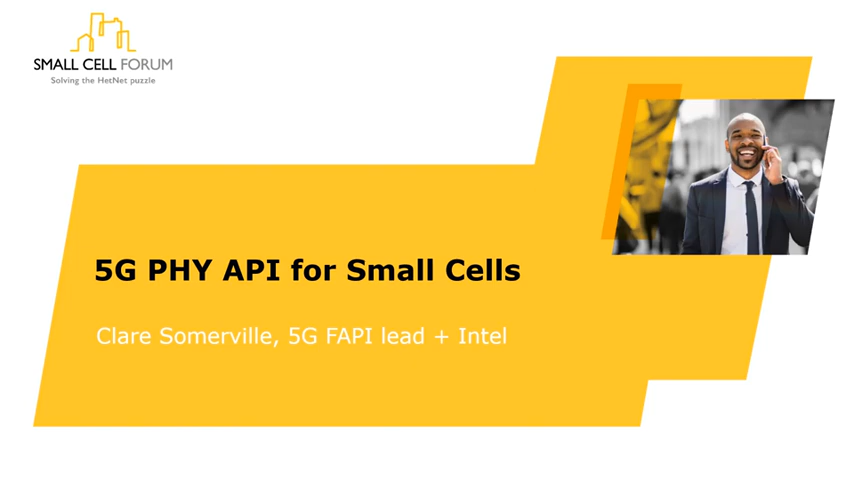 SMALL CELL FORUM
Solving the HetNet puzzle
5G PHY API for Small Cells
Clare Somerville, 5G FAPI lead + Intel